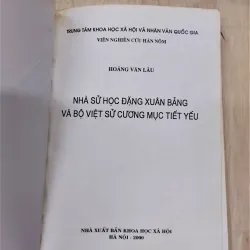 TRUNG TÂM KHOA HỌC XÃ HỘI VÀ NHÂN VĂN QUỐC GIA
VIỆN NGHIÊN CỨU HÁN NÔM
HOÀNG VĂN LÂU
NHÀ SỬ HỌC ĐẶNG XUÂN BẢNG
VÀ BỘ VIỆT SỬ CƯƠNG MỤC TIẾT YẾU
NHÀ XUẤT BẢN KHOA HỌC XÃ HỘI
HÀ NỘI - 2000